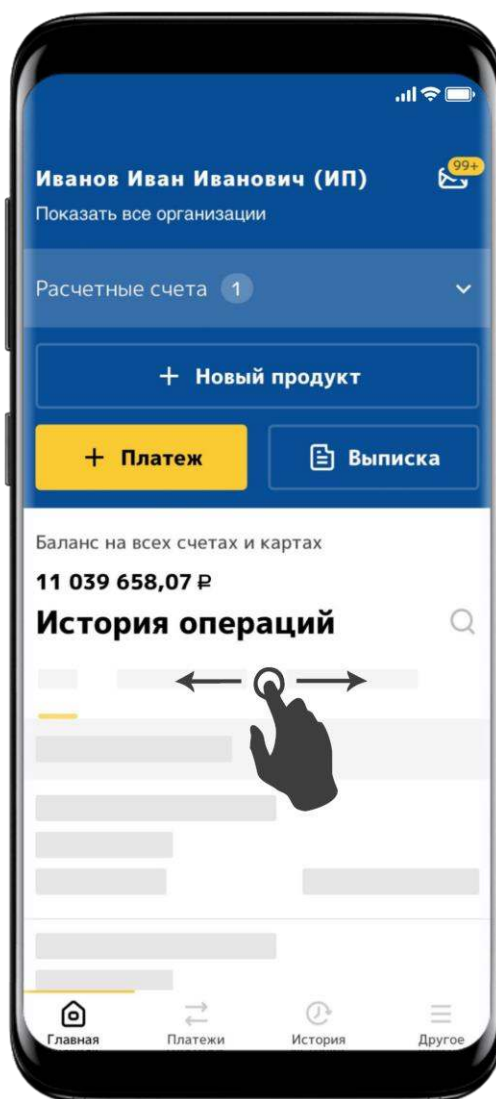 Иванов Иван Иванович (ИП)
99+
Показать все организации
Расчетные счета 1
+ Новый продукт
+ Платеж
Выписка
Баланс на всех счетах и картах
11 039 658,07 ₽
История операций
Главная
Платежи
История
Другое